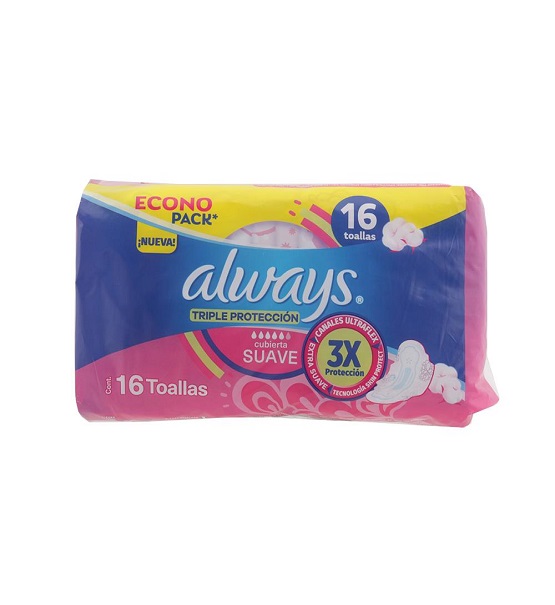 ECONO
PACK*
¡NUEVA!
16
toallas
always®
TRIPLE PROTECCIÓN
cubierta
SUAVE
CANALES ULTRAFLEX
EXTRA SUAVE
3X
Protección
TECNOLOGÍA SKIN PROTECT
Cont. 16 Toallas